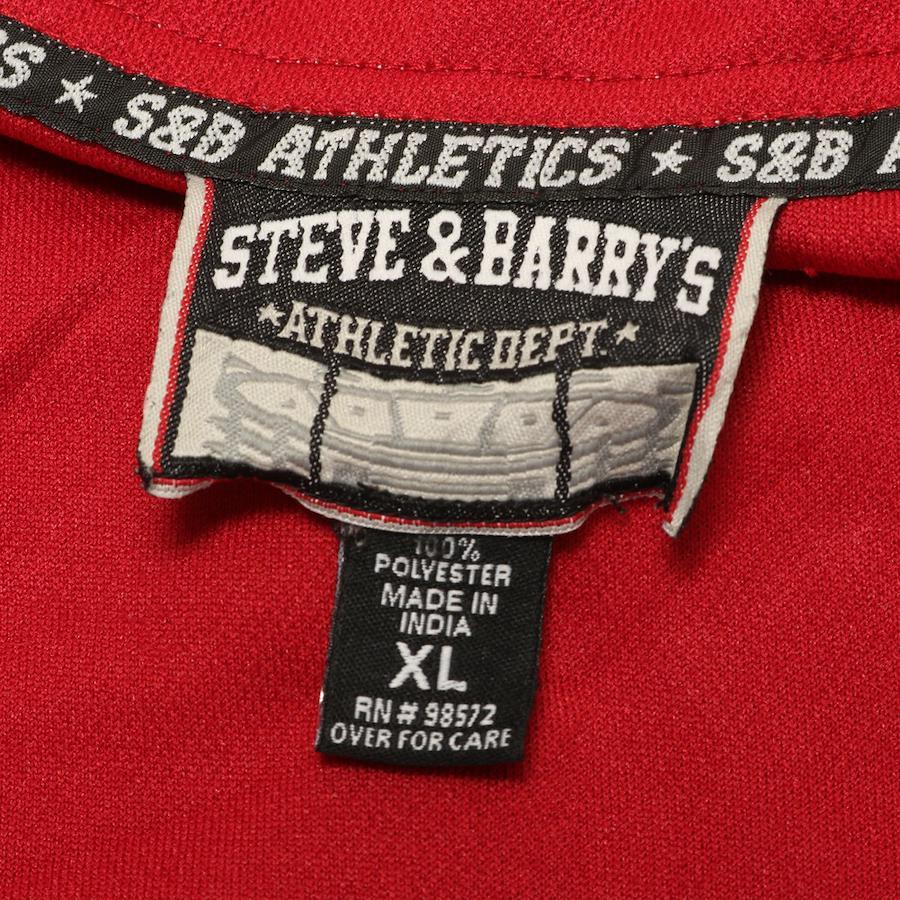 S ★ S&B ATHLETICS ★ S&B A
STEVE & BARRY'S
★ATHLETIC DEPT.★
100%
POLYESTER
MADE IN
INDIA
XL
RN # 98572
OVER FOR CARE